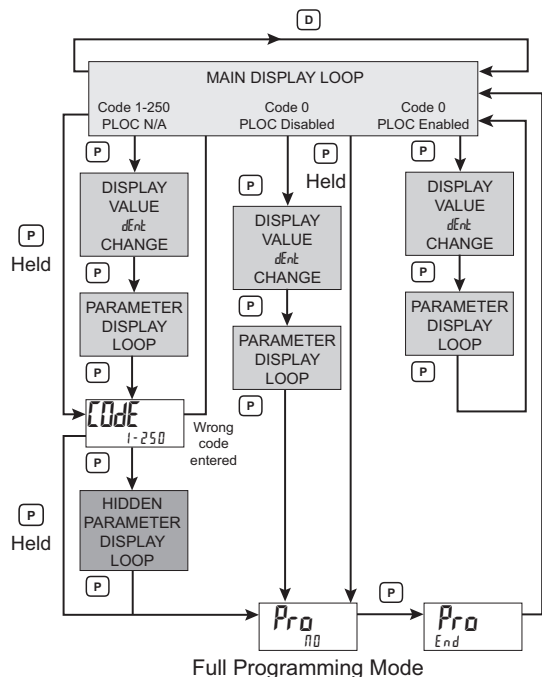 D
MAIN DISPLAY LOOP
Code 1-250
PLOC N/A
Code 0
PLOC Disabled
Code 0
PLOC Enabled
P
DISPLAY
VALUE
dEnt
CHANGE
P
PARAMETER
DISPLAY
LOOP
P
P
Held
COdE
1-250
Wrong
code
entered
P
HIDDEN
PARAMETER
DISPLAY
LOOP
P
P
Held
P
DISPLAY
VALUE
dEnt
CHANGE
P
PARAMETER
DISPLAY
LOOP
P
P
Held
P
DISPLAY
VALUE
dEnt
CHANGE
P
PARAMETER
DISPLAY
LOOP
P
Pro
NO
P
Pro
End
Full Programming Mode